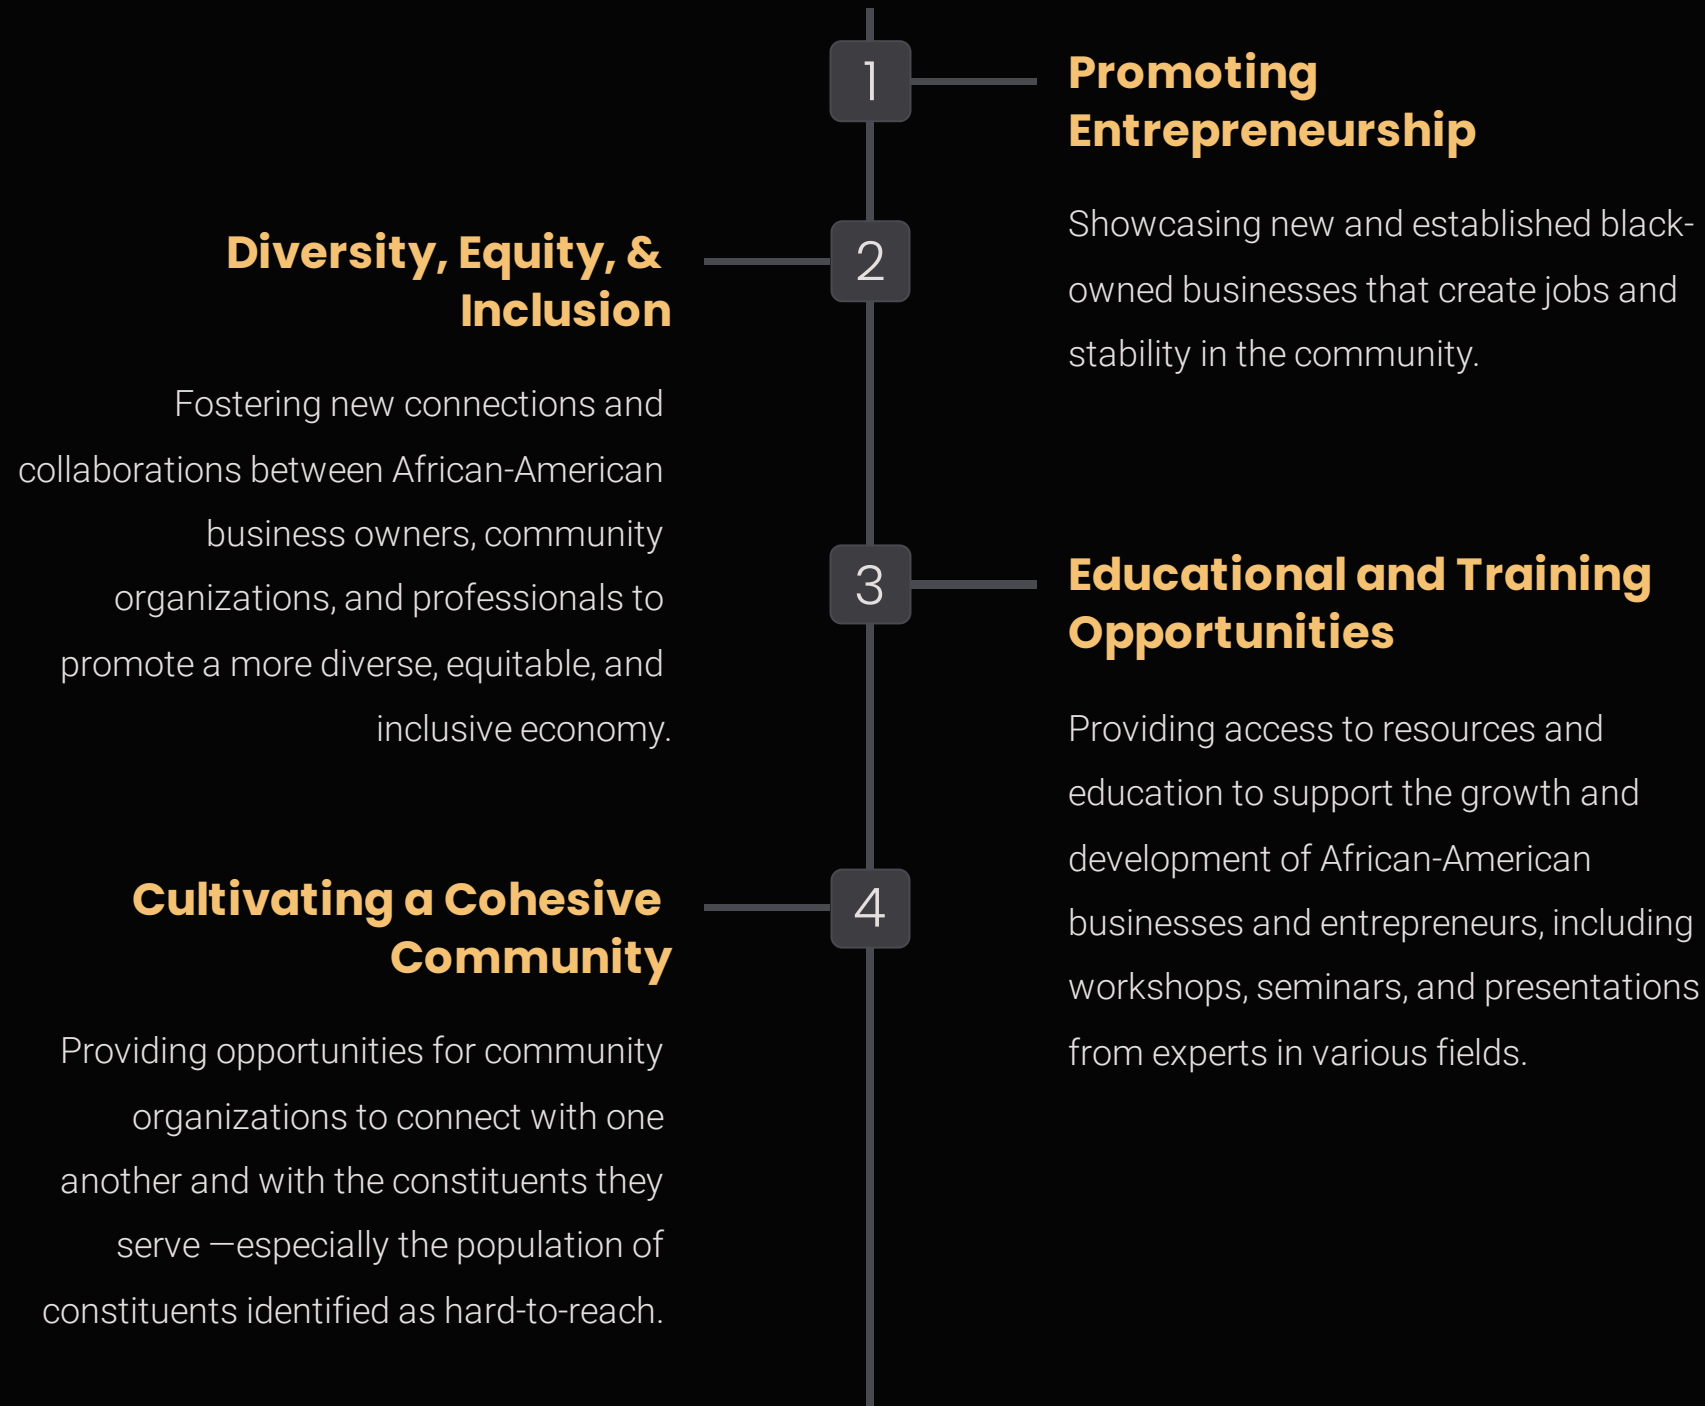 1
Promoting
Entrepreneurship
Showcasing new and established black-
owned businesses that create jobs and
stability in the community.
2
Diversity, Equity, &
Inclusion
Fostering new connections and
collaborations between African-American
business owners, community
organizations, and professionals to
promote a more diverse, equitable, and
inclusive economy.
3
Educational and Training
Opportunities
Providing access to resources and
education to support the growth and
development of African-American
businesses and entrepreneurs, including
workshops, seminars, and presentations
from experts in various fields.
4
Cultivating a Cohesive
Community
Providing opportunities for community
organizations to connect with one
another and with the constituents they
serve —especially the population of
constituents identified as hard-to-reach.